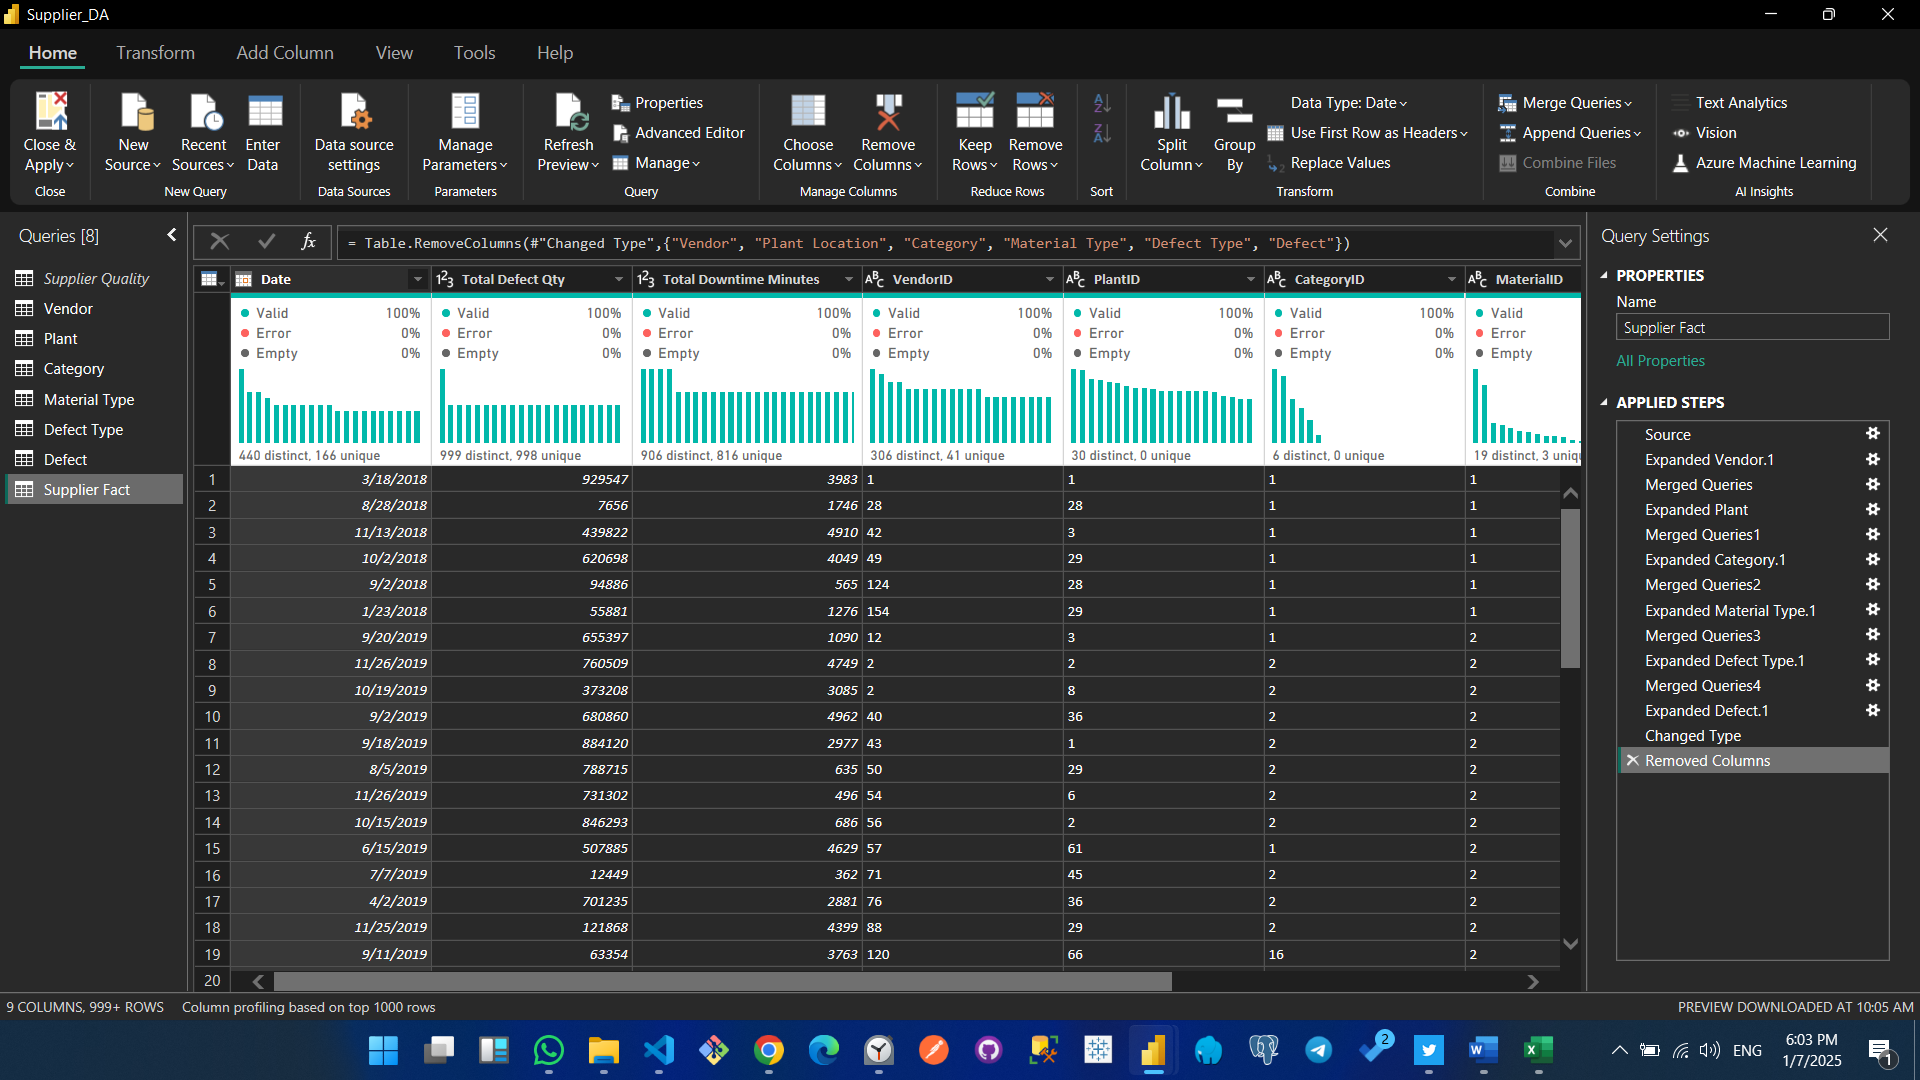 Supplier_DA
Home Transform Add Column View Tools Help
Close & Apply
Close
New Source
Recent Sources
Enter Data
New Query
Data source settings
Data Sources
Manage Parameters
Parameters
Refresh Preview
Properties
Advanced Editor
Manage
Query
Choose Columns
Remove Columns
Manage Columns
Keep Rows
Remove Rows
Reduce Rows
Sort
Split Column
Group By
Data Type: Date
Use First Row as Headers
Replace Values
Transform
Merge Queries
Append Queries
Combine Files
Combine
Text Analytics
Vision
Azure Machine Learning
AI Insights
Queries [8]
Supplier Quality
Vendor
Plant
Category
Material Type
Defect Type
Defect
Supplier Fact
fx = Table.RemoveColumns(#"Changed Type",{"Vendor", "Plant Location", "Category", "Material Type", "Defect Type", "Defect"})
Date 123 Total Defect Qty 123 Total Downtime Minutes ABC VendorID ABC PlantID ABC CategoryID ABC MaterialID
Valid 100% Valid 100% Valid 100% Valid 100% Valid 100% Valid 100% Valid
Error 0% Error 0% Error 0% Error 0% Error 0% Error 0% Error
Empty 0% Empty 0% Empty 0% Empty 0% Empty 0% Empty 0% Empty
440 distinct, 166 unique 999 distinct, 998 unique 906 distinct, 816 unique 306 distinct, 41 unique 30 distinct, 0 unique 6 distinct, 0 unique 19 distinct, 3 uniq
1 3/18/2018 929547 3983 1 1 1 1
2 8/28/2018 7656 1746 28 28 1 1
3 11/13/2018 439822 4910 42 3 1 1
4 10/2/2018 620698 4049 49 29 1 1
5 9/2/2018 94886 565 124 28 1 1
6 1/23/2018 55881 1276 154 29 1 1
7 9/20/2019 655397 1090 12 3 1 2
8 11/26/2019 760509 4749 2 2 2 2
9 10/19/2019 373208 3085 2 8 2 2
10 9/2/2019 680860 4962 40 36 2 2
11 9/18/2019 884120 2977 43 1 2 2
12 8/5/2019 788715 635 50 29 2 2
13 11/26/2019 731302 496 54 6 2 2
14 10/15/2019 846293 686 56 2 2 2
15 6/15/2019 507885 4629 57 61 1 2
16 7/7/2019 12449 362 71 45 2 2
17 4/2/2019 701235 2881 76 36 2 2
18 11/25/2019 121868 4399 88 29 2 2
19 9/11/2019 63354 3763 120 66 16 2
20
Query Settings
PROPERTIES
Name
Supplier Fact
All Properties
APPLIED STEPS
Source
Expanded Vendor.1
Merged Queries
Expanded Plant
Merged Queries1
Expanded Category.1
Merged Queries2
Expanded Material Type.1
Merged Queries3
Expanded Defect Type.1
Merged Queries4
Expanded Defect.1
Changed Type
Removed Columns
9 COLUMNS, 999+ ROWS Column profiling based on top 1000 rows PREVIEW DOWNLOADED AT 10:05 AM
2
ENG
6:03 PM
1/7/2025
1